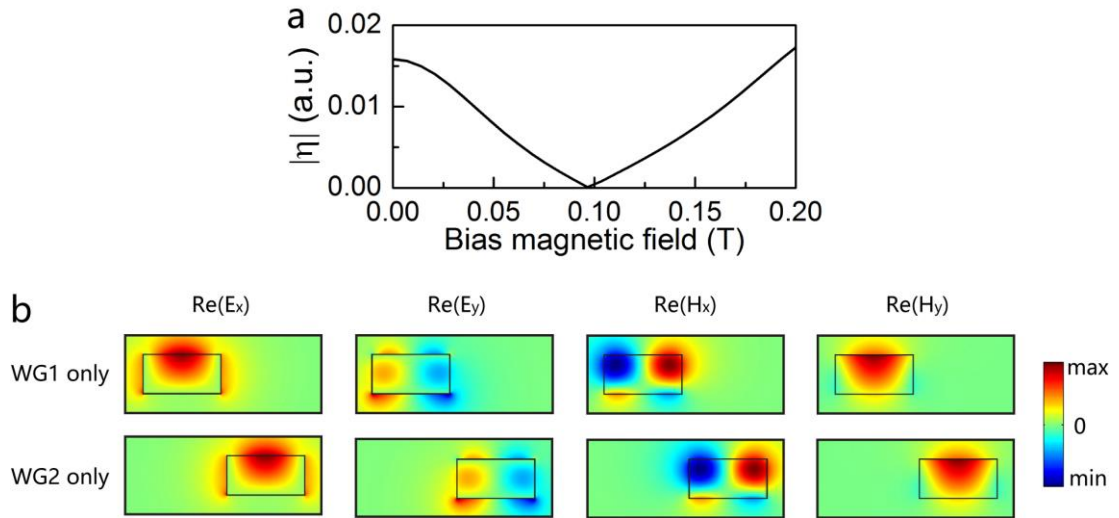 a
|η| (a.u.)
0.02
0.01
0.00
0.00 0.05 0.10 0.15 0.20
Bias magnetic field (T)
b
Re(Ex) Re(Ey) Re(Hx) Re(Hy)
WG1 only
WG2 only
max
0
min